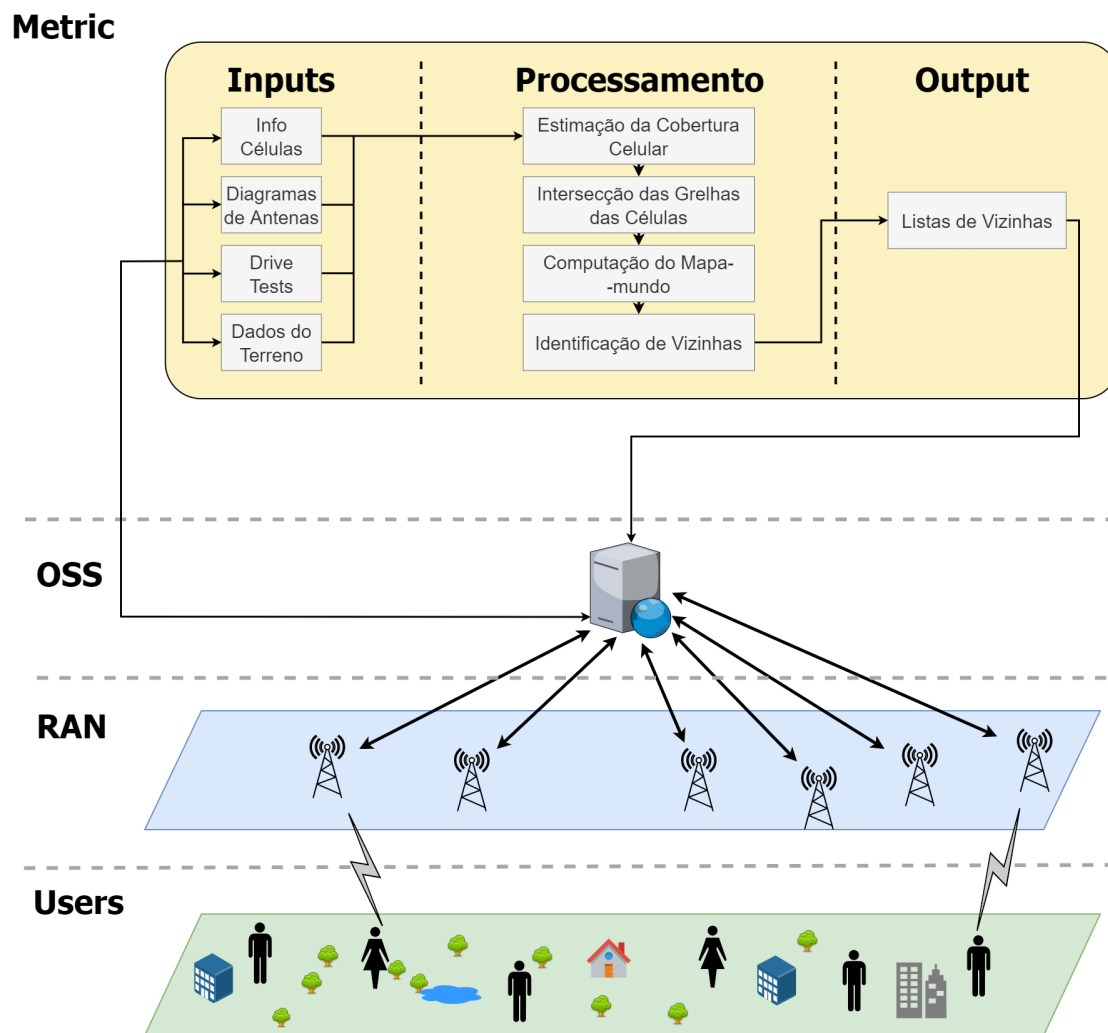 Metric
Inputs
Processamento
Output
Info
Células
Diagramas
de Antenas
Drive
Tests
Dados do
Terreno
Estimação da Cobertura
Celular
Intersecção das Grelhas
das Células
Computação do Mapa-
-mundo
Identificação de Vizinhas
Listas de Vizinhas
OSS
RAN
Users